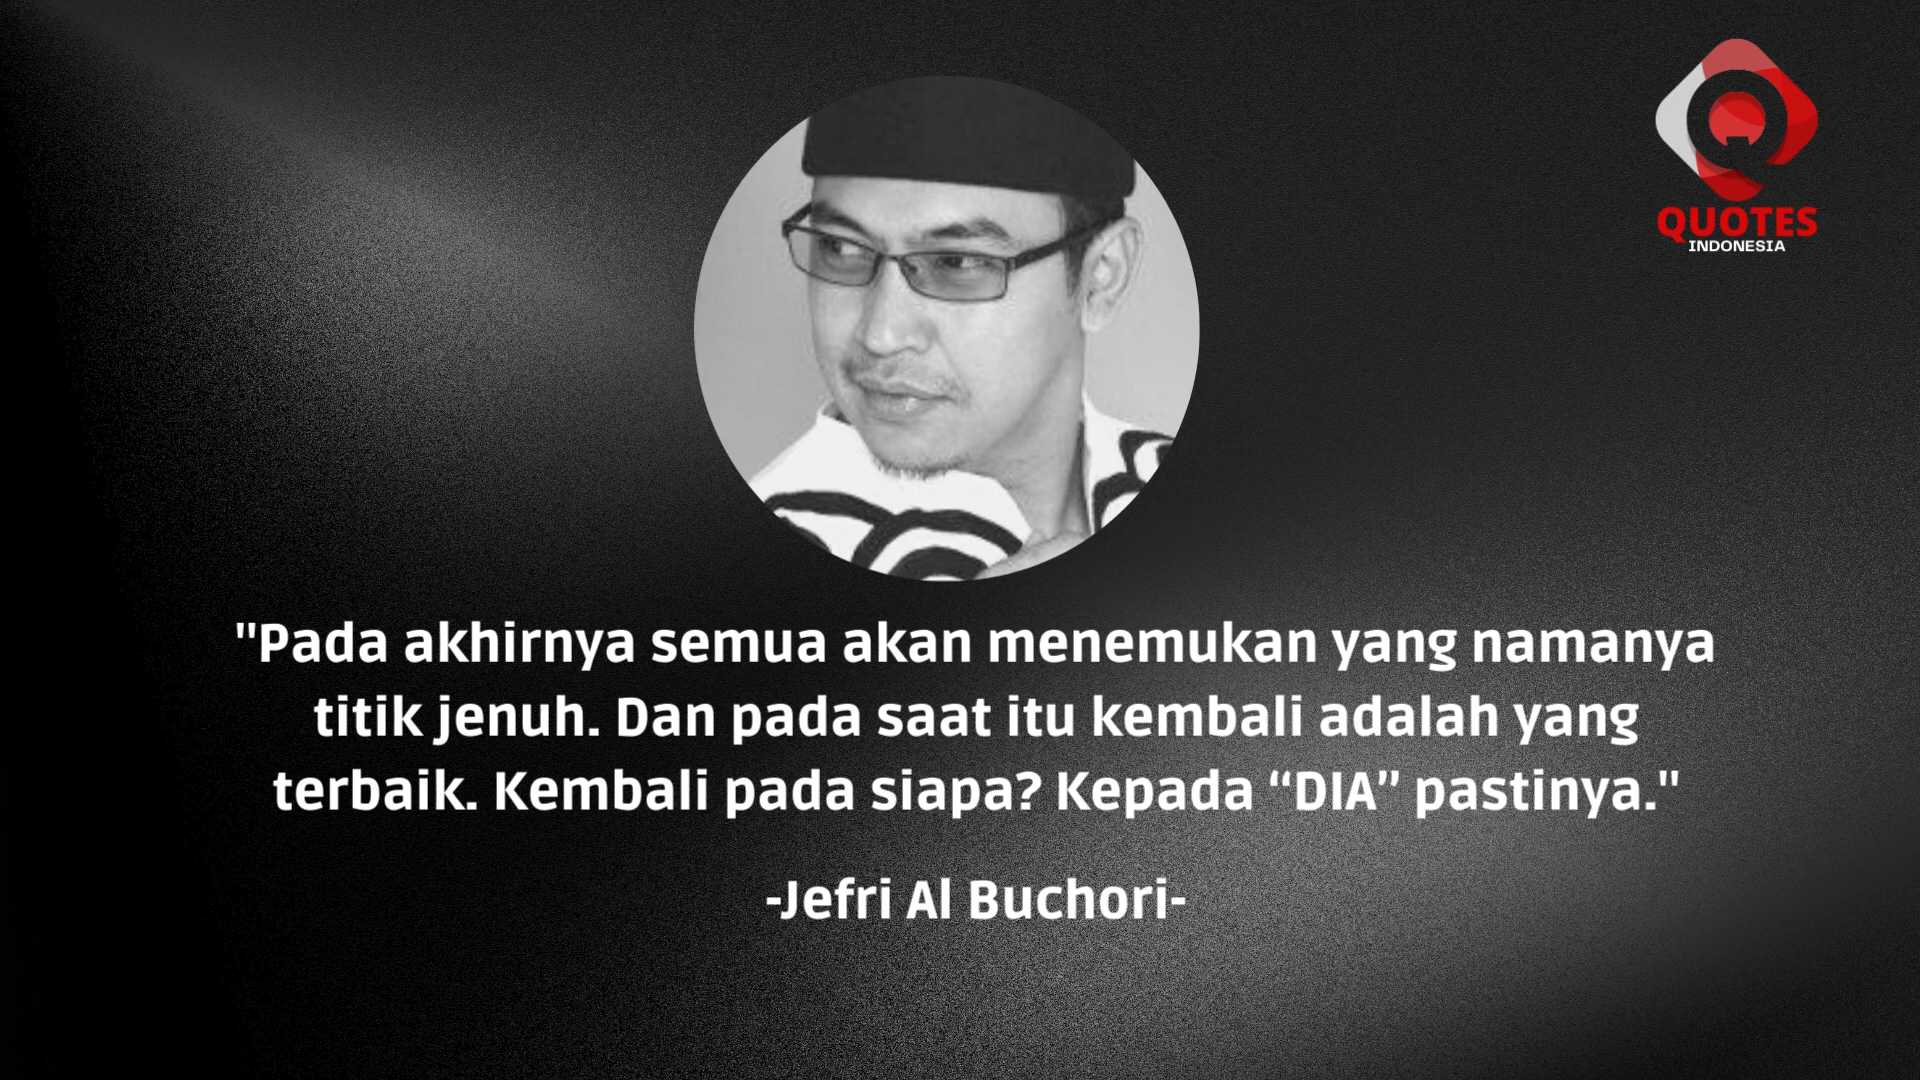 QUOTES
INDONESIA
"Pada akhirnya semua akan menemukan yang namanya
titik jenuh. Dan pada saat itu kembali adalah yang
terbaik. Kembali pada siapa? Kepada “DIA” pastinya."
-Jefri Al Buchori-